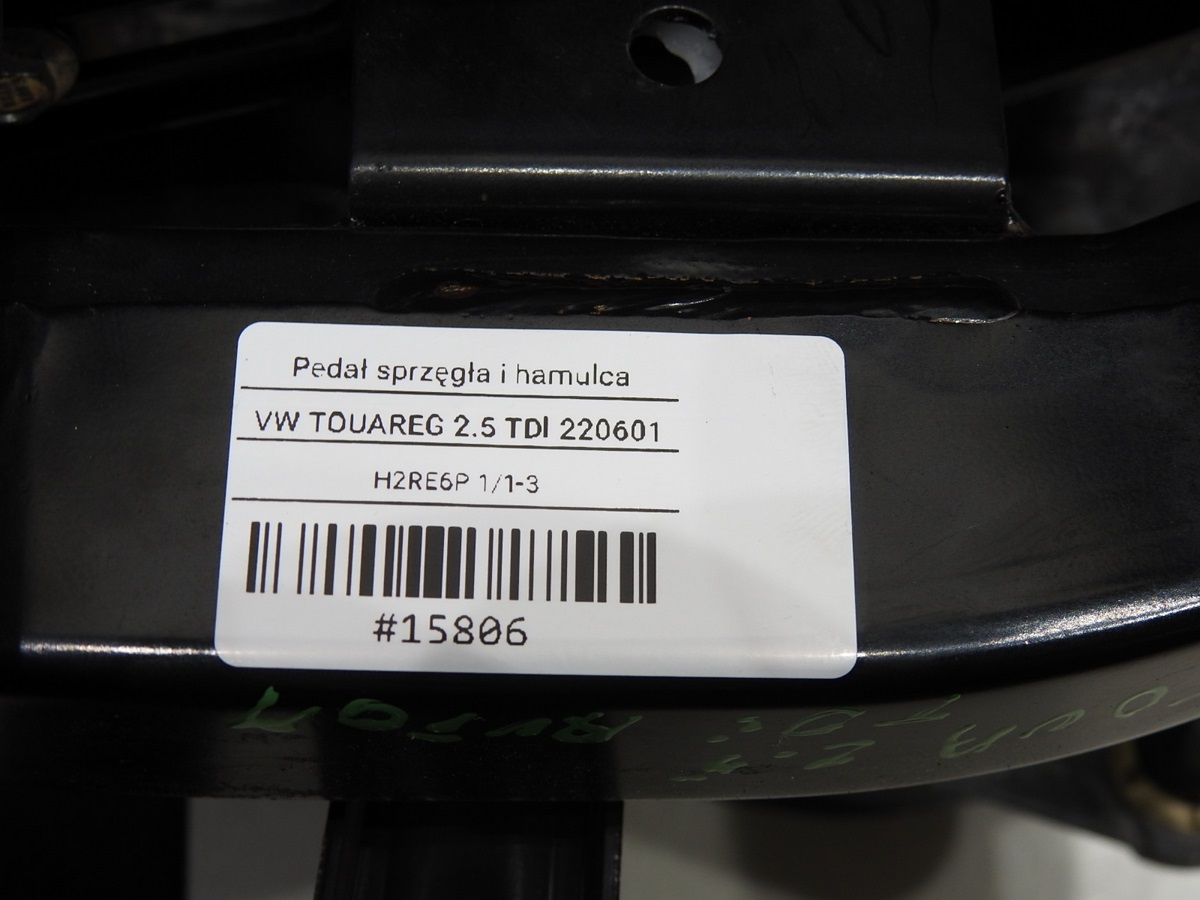 Pedał sprzęgła i hamulca
VW TOUAREG 2.5 TDI 220601
H2RE6P 1/1-3
#15806